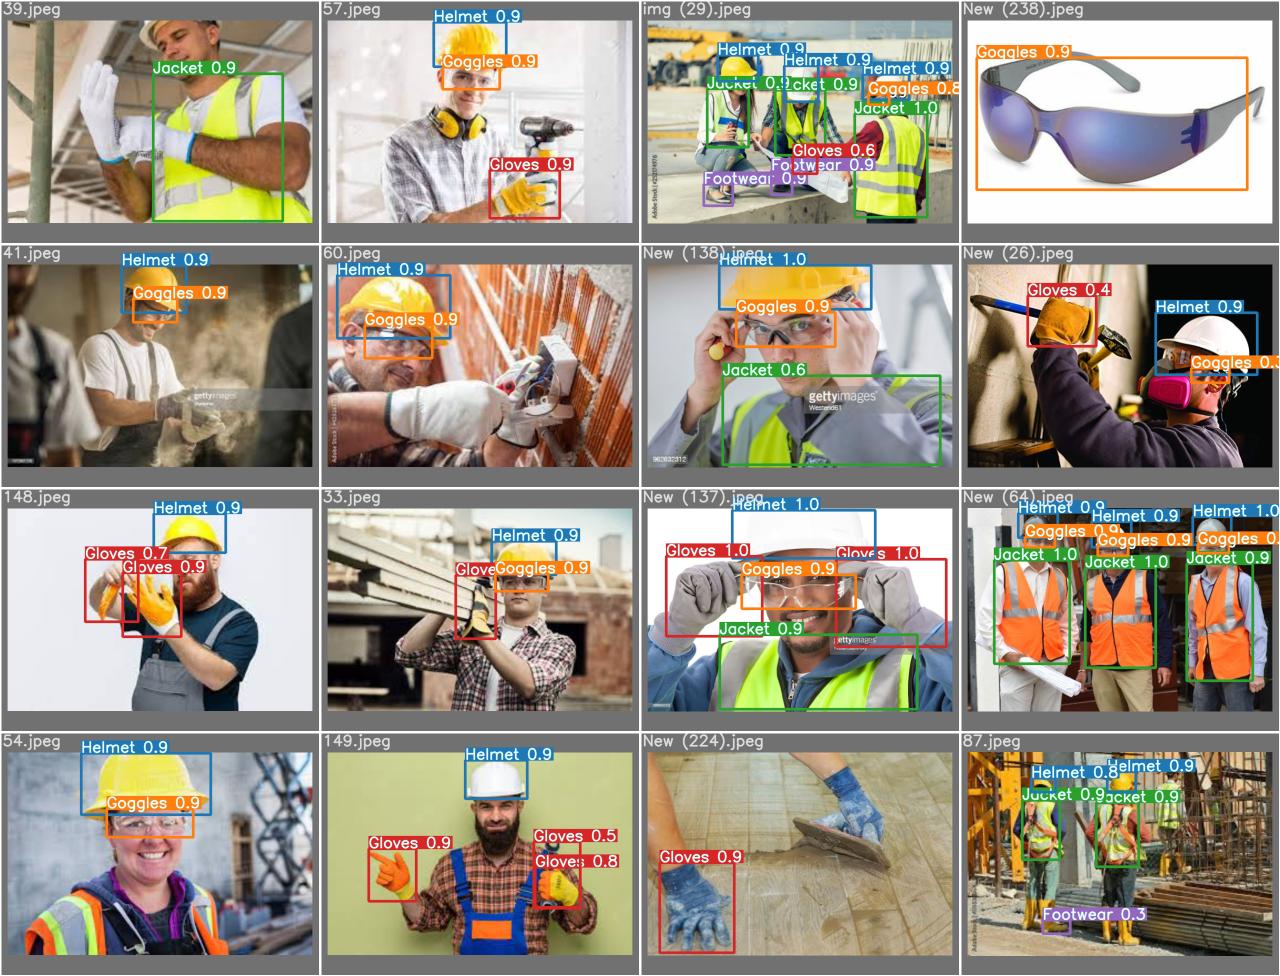 39.jpeg
Jacket 0.9
57.jpeg
Helmet 0.9
Goggles 0.9
Gloves 0.9
img (29).jpeg
Helmet 0.9
Helmet 0.9
Helmet 0.9
Goggles 0.8
Jacket 1.0
Gloves 0.6
Footwear 0.9
Footwear 0.9
New (238).jpeg
Goggles 0.9
41.jpeg
Helmet 0.9
Goggles 0.9
gettyimages
60.jpeg
Helmet 0.9
Goggles 0.9
New (138).jpeg
Helmet 1.0
Goggles 0.9
Jacket 0.6
gettyimages
Westend61
962632312
New (26).jpeg
Gloves 0.4
Helmet 0.9
Goggles 0.
148.jpeg
Helmet 0.9
Gloves 0.7
Gloves 0.9
33.jpeg
Helmet 0.9
Glove
Goggles 0.9
New (137).jpeg
Helmet 1.0
Gloves 1.0
Gloves 1.0
Goggles 0.9
Jacket 0.9
gettyimages
New (64).jpeg
Helmet 0.9
Helmet 0.9
Helmet 1.0
Goggles 0.9
Goggles 0.9
Goggles 0.
Jacket 1.0
Jacket 1.0
Jacket 0.9
54.jpeg
Helmet 0.9
Goggles 0.9
149.jpeg
Helmet 0.9
Gloves 0.9
Gloves 0.5
Gloves 0.8
New (224).jpeg
Gloves 0.9
87.jpeg
Helmet 0.8
Helmet 0.9
Jacket 0.9
Jacket 0.9
Footwear 0.3